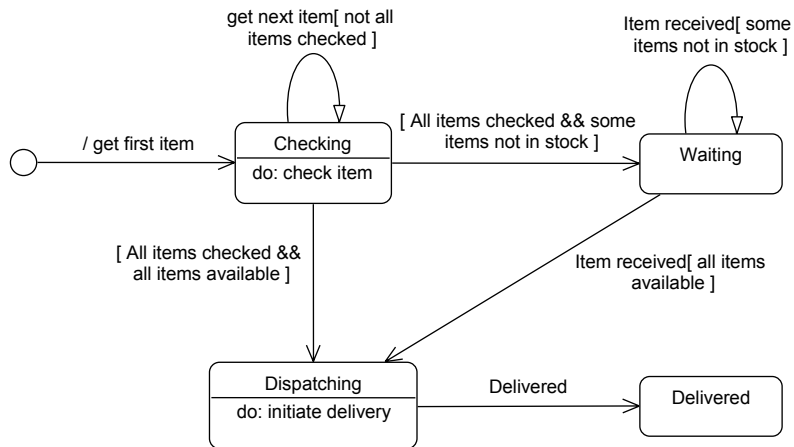 get next item[ not all
items checked ]
Item received[ some
items not in stock ]
/ get first item
Checking
do: check item
[ All items checked && some
items not in stock ]
Waiting
[ All items checked &&
all items available ]
Item received[ all items
available ]
Dispatching
do: initiate delivery
Delivered
Delivered